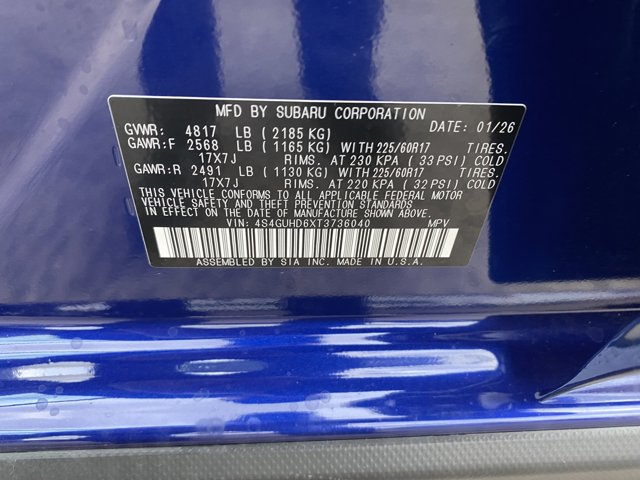 MFD BY SUBARU CORPORATION
GVWR: 4817 LB ( 2185 KG) DATE: 01/26
GAWR:F 2568 LB ( 1165 KG) WITH 225/60R17 TIRES.
17X7J RIMS. AT 230 KPA ( 33 PSI) COLD
GAWR:R 2491 LB ( 1130 KG) WITH 225/60R17 TIRES.
17X7J RIMS. AT 220 KPA ( 32 PSI) COLD
THIS VEHICLE CONFORMS TO ALL APPLICABLE FEDERAL MOTOR
VEHICLE SAFETY AND THEFT PREVENTION STANDARDS IN EFFECT
ON THE DATE OF MANUFACTURE SHOWN ABOVE.
VIN: 4S4GUHD6XT3736040 MPV
ASSEMBLED BY SIA INC. MADE IN U.S.A.